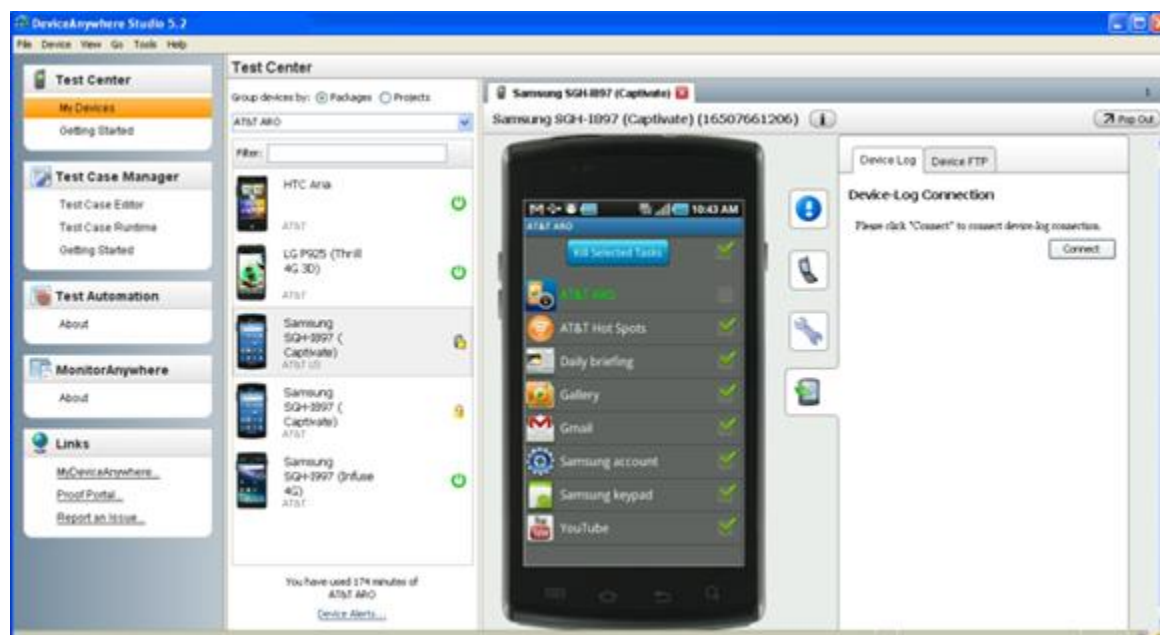 DeviceAnywhere Studio 5.2
File Device View Go Tools Help
Test Center
My Devices
Getting Started
Test Case Manager
Test Case Editor
Test Case Runtime
Getting Started
Test Automation
About
MonitorAnywhere
About
Links
MyDeviceAnywhere...
Proof Portal...
Report an Issue...
Test Center
Group devices by: Packages Projects
AT&T ARO
Filter:
HTC Aria
AT&T
LG P925 (Thrill
4G 3D)
AT&T
Samsung
SGH-I897 (
Captivate)
AT&T US
Samsung
SGH-I897 (
Captivate)
AT&T
Samsung
SGH-I997 (Infuse
4G)
AT&T
You have used 174 minutes of
AT&T ARO
Device Alerts...
Samsung SGH-I897 (Captivate)
Samsung SGH-I897 (Captivate) (16507661206)
Pop Out
10:43 AM
AT&T ARO
Kill Selected Tasks
AT&T ARO
AT&T Hot Spots
Daily briefing
Gallery
Gmail
Samsung account
Samsung keypad
YouTube
Device Log Device FTP
Device-Log Connection
Please click "Connect" to connect device-log connection.
Connect